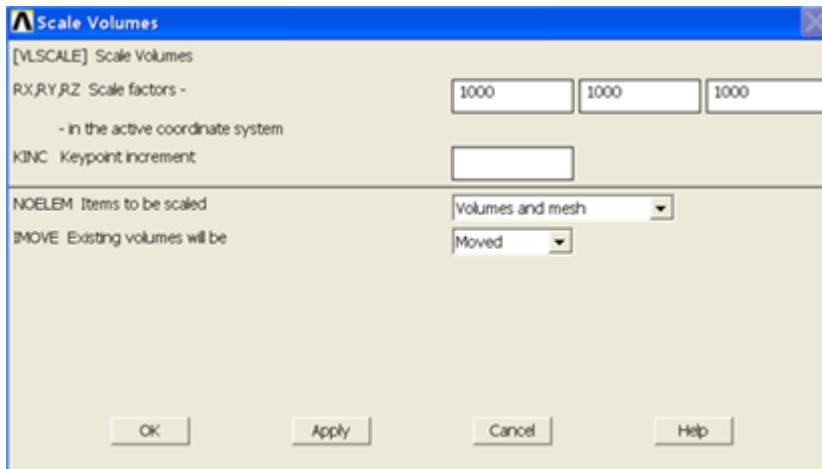 Scale Volumes
[VLSCALE] Scale Volumes
RX,RY,RZ Scale factors - 1000 1000 1000
- in the active coordinate system
KINC Keypoint increment
NOELEM Items to be scaled Volumes and mesh
IMOVE Existing volumes will be Moved
OK Apply Cancel Help